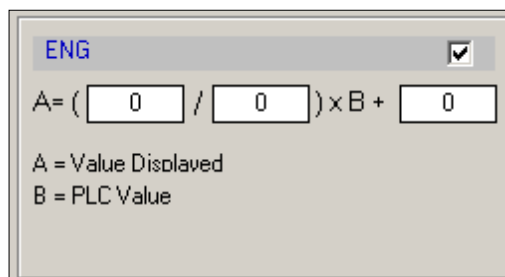 ENG
A= ( 0 / 0 ) x B + 0
A = Value Displayed
B = PLC Value